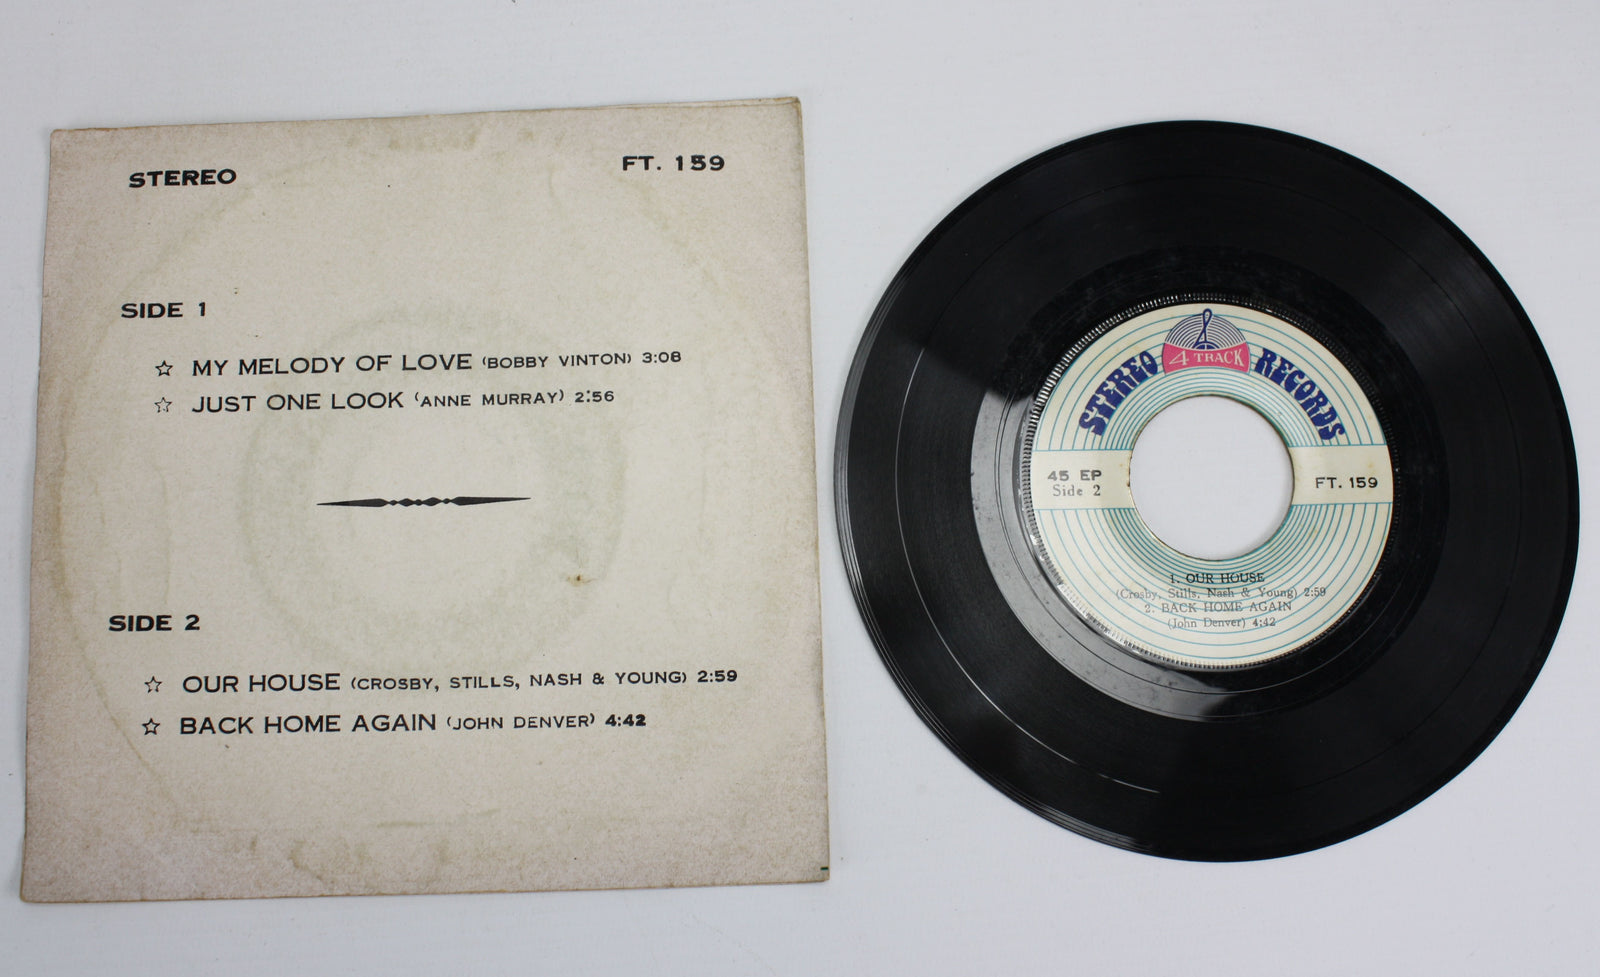 STEREO
FT. 159
SIDE 1
☆ MY MELODY OF LOVE (BOBBY VINTON) 3:08
☆ JUST ONE LOOK (ANNE MURRAY) 2:56
SIDE 2
☆ OUR HOUSE (CROSBY, STILLS, NASH & YOUNG) 2:59
☆ BACK HOME AGAIN (JOHN DENVER) 4:42
STEREO 4 TRACK RECORDS
45 EP
Side 2
FT. 159
1. OUR HOUSE
(Crosby, Stills, Nash & Young) 2:59
2. BACK HOME AGAIN
(John Denver) 4:42